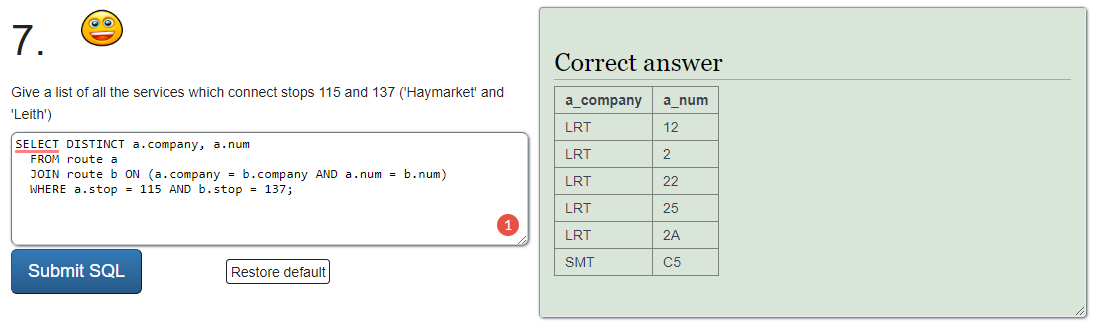 7.
Give a list of all the services which connect stops 115 and 137 ('Haymarket' and
'Leith')
SELECT DISTINCT a.company, a.num
FROM route a
JOIN route b ON (a.company = b.company AND a.num = b.num)
WHERE a.stop = 115 AND b.stop = 137;
1
Submit SQL
Restore default
Correct answer
a_company a_num
LRT 12
LRT 2
LRT 22
LRT 25
LRT 2A
SMT C5